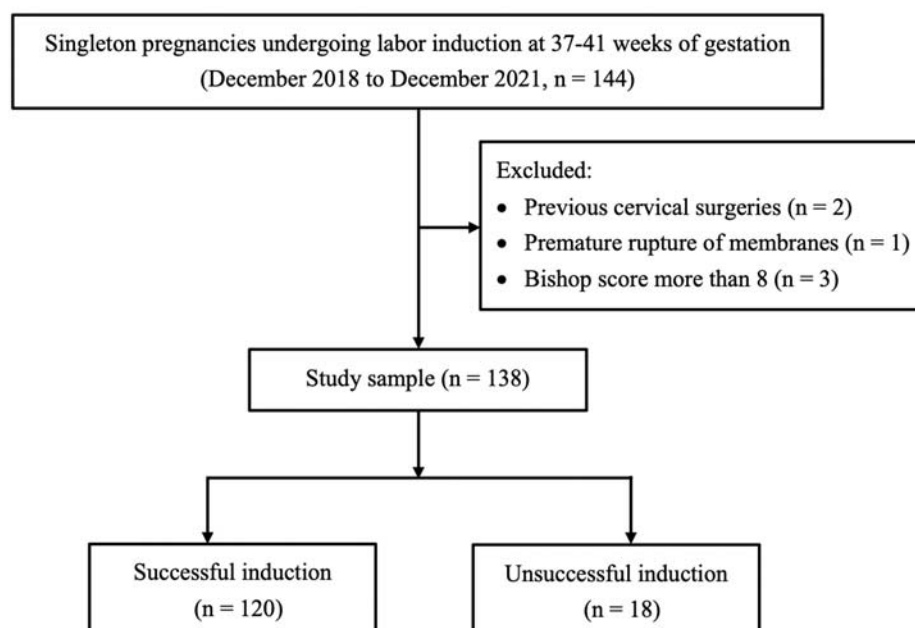 Singleton pregnancies undergoing labor induction at 37-41 weeks of gestation
(December 2018 to December 2021, n = 144)
Excluded:
• Previous cervical surgeries (n = 2)
• Premature rupture of membranes (n = 1)
• Bishop score more than 8 (n = 3)
Study sample (n = 138)
Successful induction
(n = 120)
Unsuccessful induction
(n = 18)